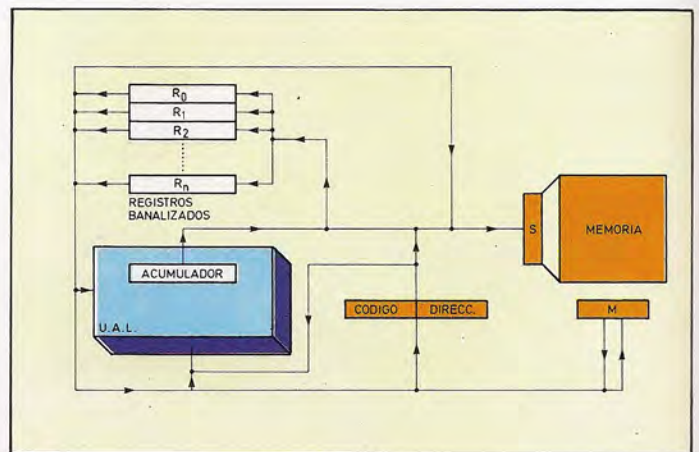 R0
R1
R2
Rn
REGISTROS
BANALIZADOS
ACUMULADOR
U.A.L.
CODIGO DIRECC.
S
MEMORIA
M